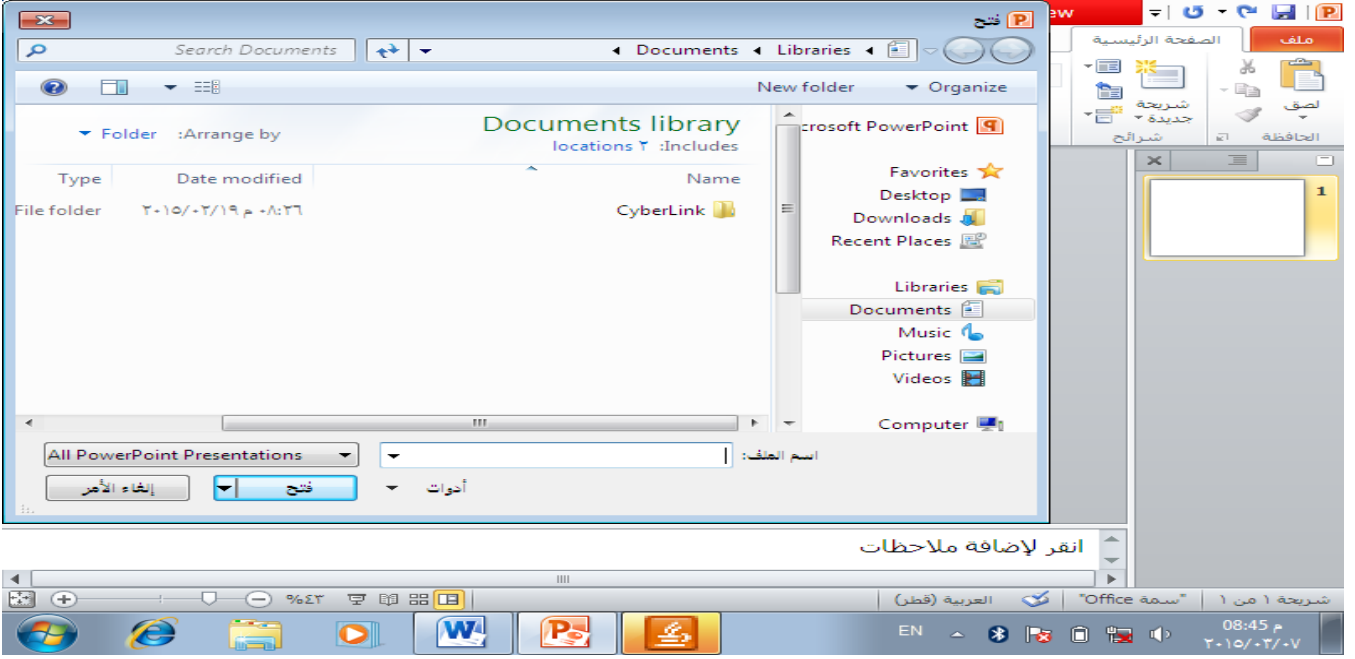 فتح
ew
Search Documents
Libraries ◂ Documents ◂
ملف
الصفحة الرئيسية
Organize
New folder
لصق
شريحة
جديدة
الحافظة
شرائح
Documents library
Includes: ٢ locations
Arrange by: Folder
Name
Date modified
Type
CyberLink
٠٨:٢٦ م ٢٠١٥/٠٢/١٩
File folder
crosoft PowerPoint
Favorites
Desktop
Downloads
Recent Places
Libraries
Documents
Music
Pictures
Videos
Computer
1
اسم الملف:
All PowerPoint Presentations
أدوات
فتح
إلغاء الأمر
انقر لإضافة ملاحظات
شريحة ١ من ١
"سمة Office"
العربية (قطر)
%٤٣
EN
08:45 م
٢٠١٥/٠٣/٠٧